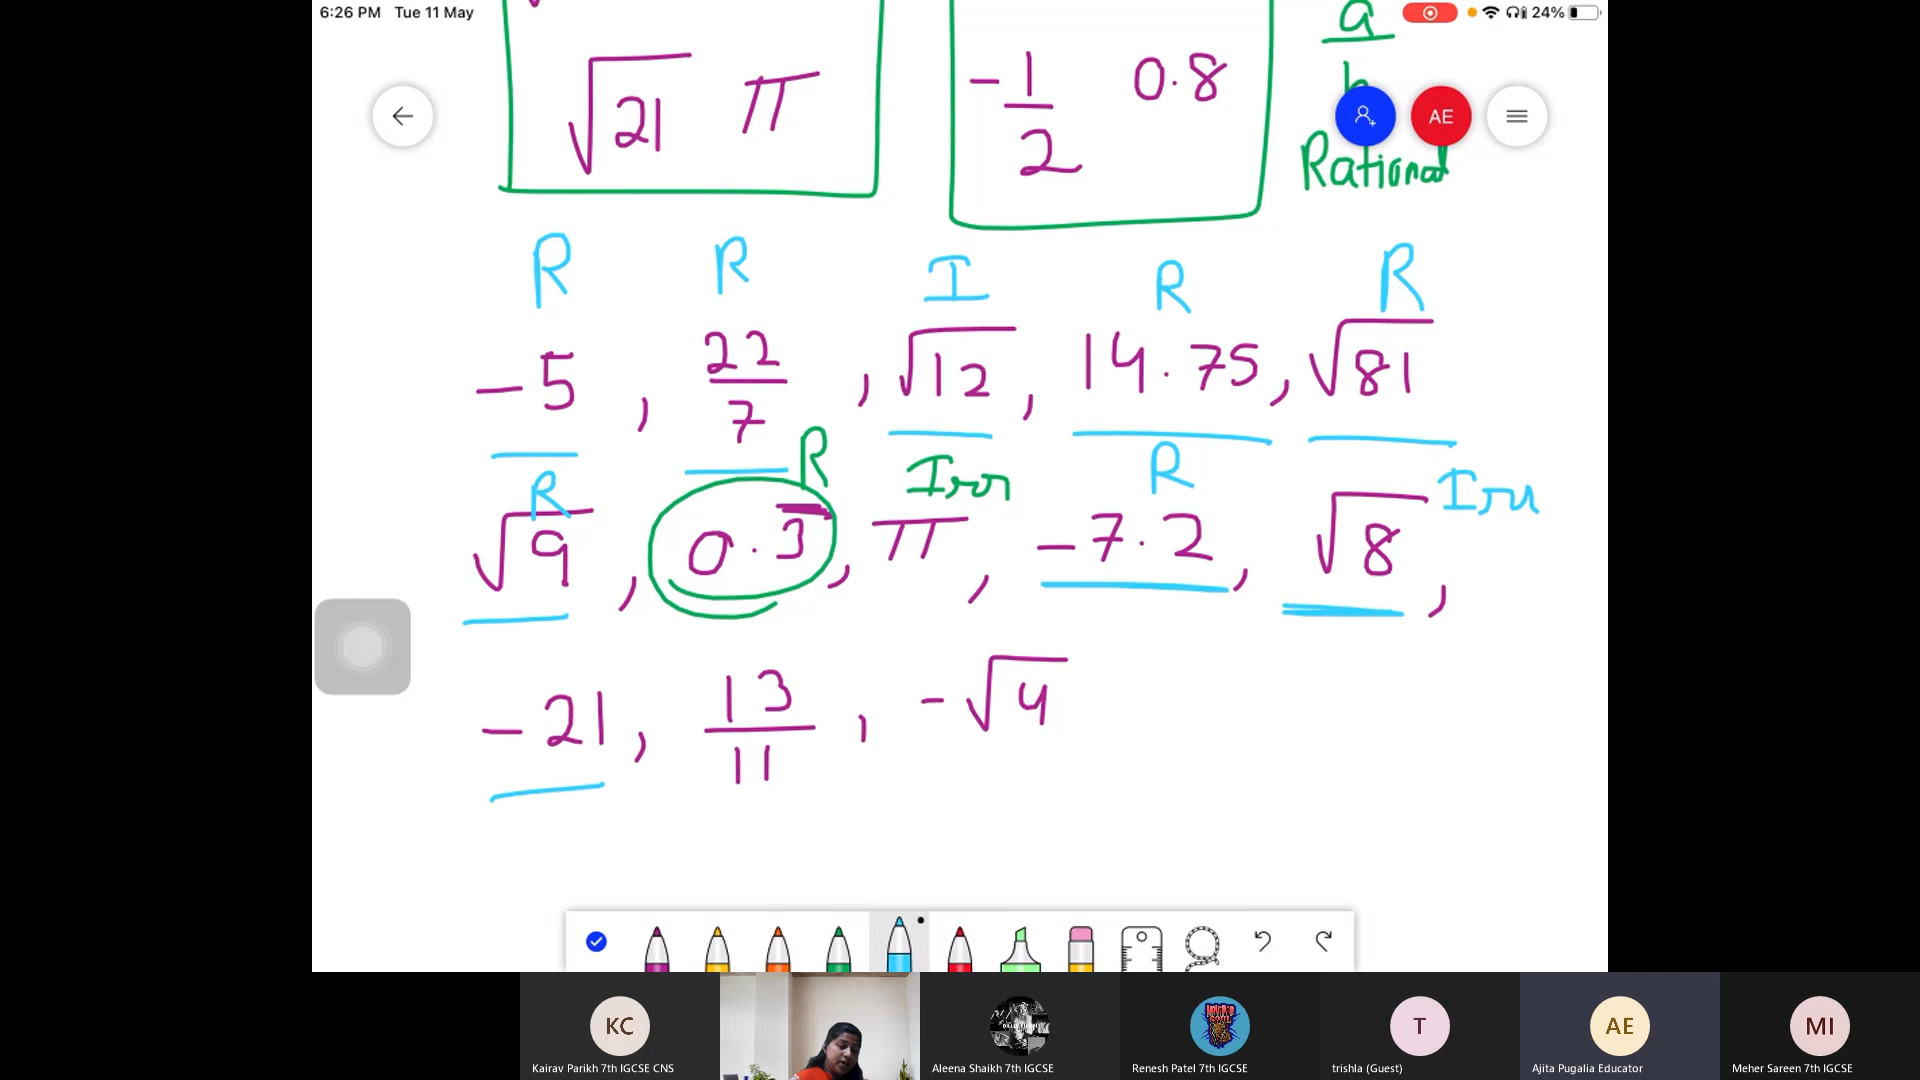 6:26 PM Tue 11 May 24%
√21 π -1/2 0.8 a
AE
Rational
R R I R R
-5 , 22/7 , √12 , 14.75 , √81
R R Irr R Irr
√9 , 0.3̅ , π , -7.2 , √8 ,
-21 , 13/11 , -√4
KC T AE MI
Kairav Parikh 7th IGCSE CNS Aleena Shaikh 7th IGCSE Renesh Patel 7th IGCSE trishla (Guest) Ajita Pugalia Educator Meher Sareen 7th IGCSE